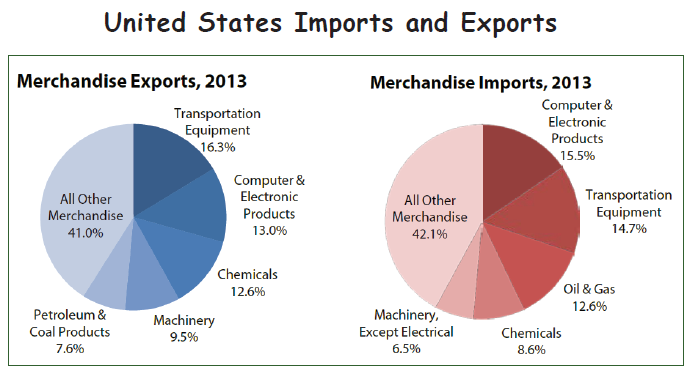 United States Imports and Exports
Merchandise Exports, 2013
Transportation
Equipment
16.3%
Computer &
Electronic
Products
13.0%
Chemicals
12.6%
Machinery
9.5%
Petroleum &
Coal Products
7.6%
All Other
Merchandise
41.0%
Merchandise Imports, 2013
Computer &
Electronic
Products
15.5%
Transportation
Equipment
14.7%
Oil & Gas
12.6%
Chemicals
8.6%
Machinery,
Except Electrical
6.5%
All Other
Merchandise
42.1%